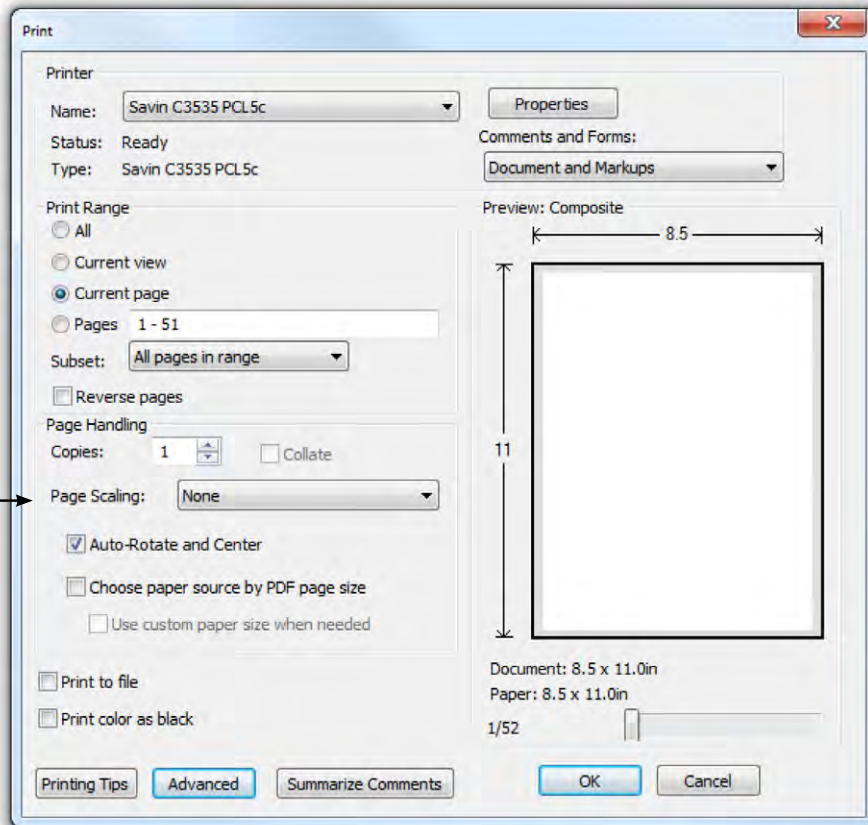 Print
Printer
Name: Savin C3535 PCL5c
Properties
Status: Ready
Comments and Forms:
Type: Savin C3535 PCL5c
Document and Markups
Print Range
All
Current view
Current page
Pages 1 - 51
Subset: All pages in range
Reverse pages
Page Handling
Copies: 1 Collate
Page Scaling: None
Auto-Rotate and Center
Choose paper source by PDF page size
Use custom paper size when needed
Print to file
Print color as black
Preview: Composite
8.5
11
Document: 8.5 x 11.0in
Paper: 8.5 x 11.0in
1/52
Printing Tips Advanced Summarize Comments OK Cancel